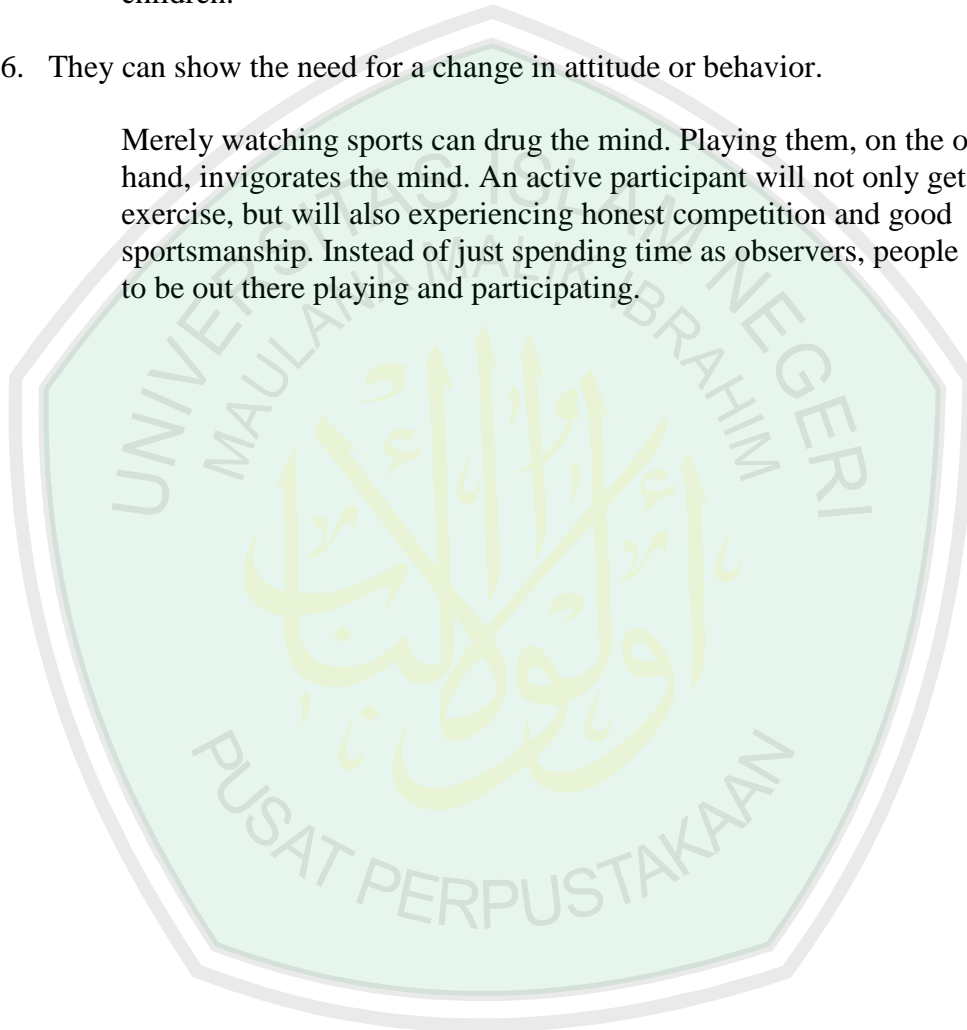 children.
6. They can show the need for a change in attitude or behavior.
Merely watching sports can drug the mind. Playing them, on the o
hand, invigorates the mind. An active participant will not only get
exercise, but will also experiencing honest competition and good
sportsmanship. Instead of just spending time as observers, people
to be out there playing and participating.
UNIVERSITAS ISLAM NEGERI
MAULANA MALIK IBRAHIM
أولوا الألباب
PUSAT PERPUSTAKAAN